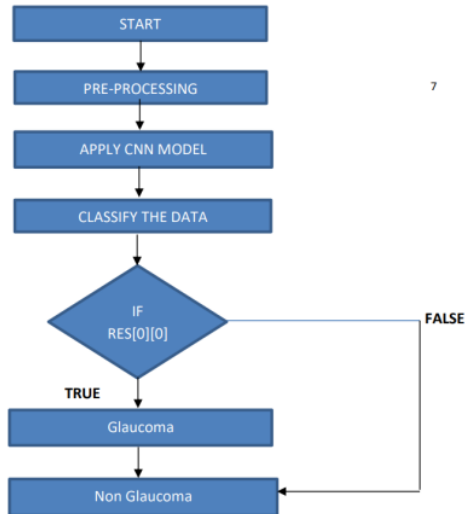 START
PRE-PROCESSING
7
APPLY CNN MODEL
CLASSIFY THE DATA
IF
RES[0][0]
FALSE
TRUE
Glaucoma
Non Glaucoma